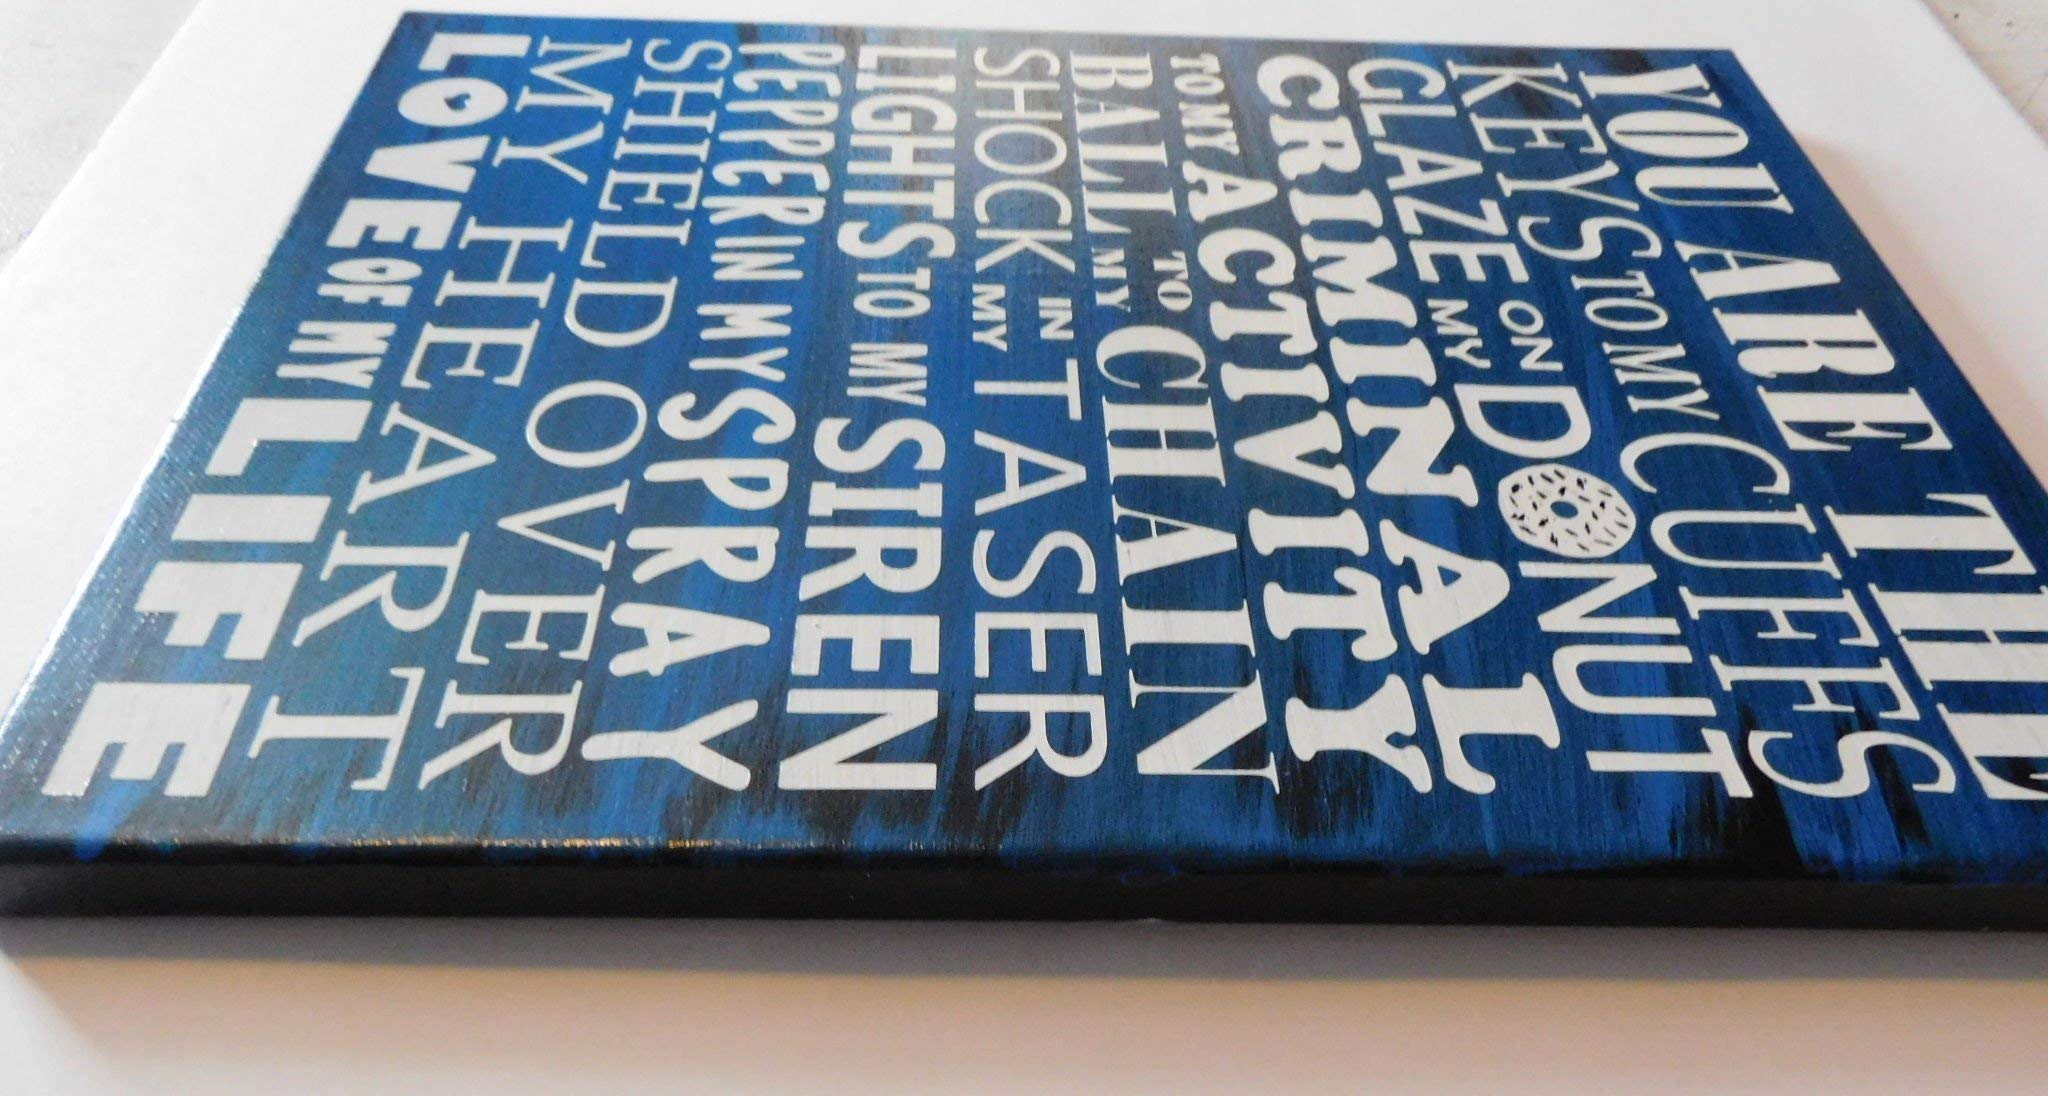 YOU ARE THE
KEYS TO MY CUFFS
GLAZE ON MY DONUT
CRIMINAL
TO MY ACTIVITY
BALL TO MY CHAIN
SHOCK IN MY TASER
LIGHTS TO MY SIREN
PEPPER IN MY SPRAY
SHIELD OVER
MY HEART
LOVE OF MY LIFE